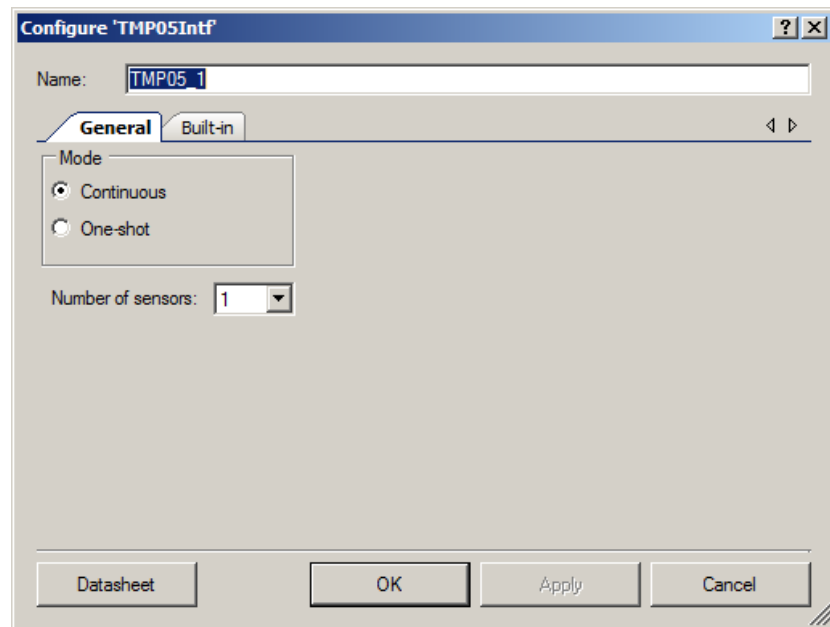 Configure 'TMP05Intf'
Name: TMP05_1
General Built-in
Mode
Continuous
One-shot
Number of sensors: 1
Datasheet OK Apply Cancel